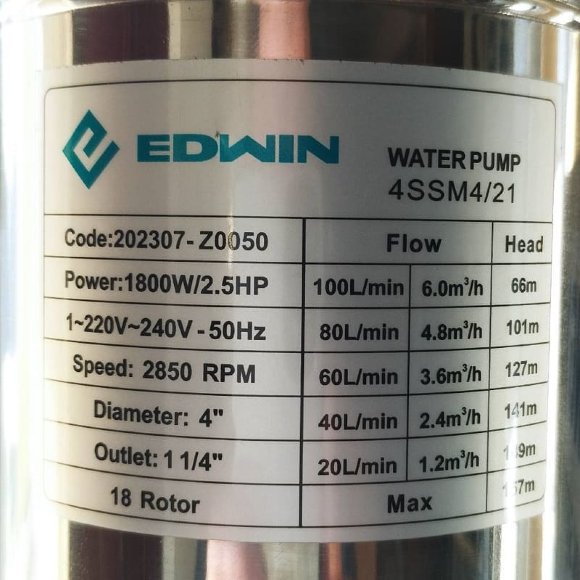 EDWIN
WATER PUMP
4SSM4/21
Code:202307-Z0050 Flow Head
Power:1800W/2.5HP 100L/min 6.0m³/h 66m
1~220V~240V-50Hz 80L/min 4.8m³/h 101m
Speed: 2850 RPM 60L/min 3.6m³/h 127m
Diameter: 4" 40L/min 2.4m³/h 141m
Outlet: 1 1/4" 20L/min 1.2m³/h
18 Rotor Max